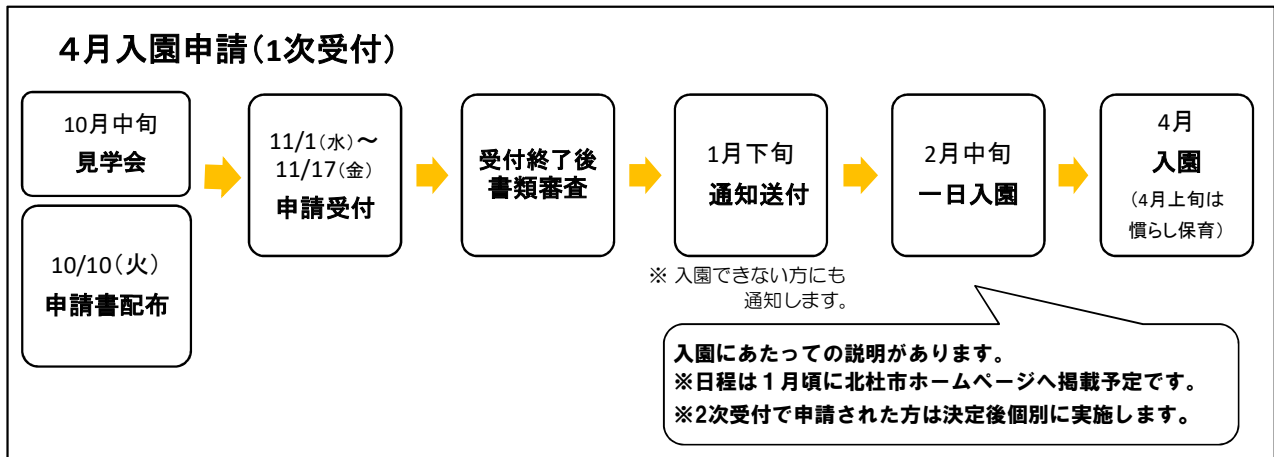 ４月入園申請（1次受付）
10月中旬
見学会
10/10（火）
申請書配布
11/1（水）～
11/17（金）
申請受付
受付終了後
書類審査
1月下旬
通知送付
※ 入園できない方にも
通知します。
2月中旬
一日入園
4月
入園
（4月上旬は
慣らし保育）
入園にあたっての説明があります。
※日程は１月頃に北杜市ホームページへ掲載予定です。
※2次受付で申請された方は決定後個別に実施します。